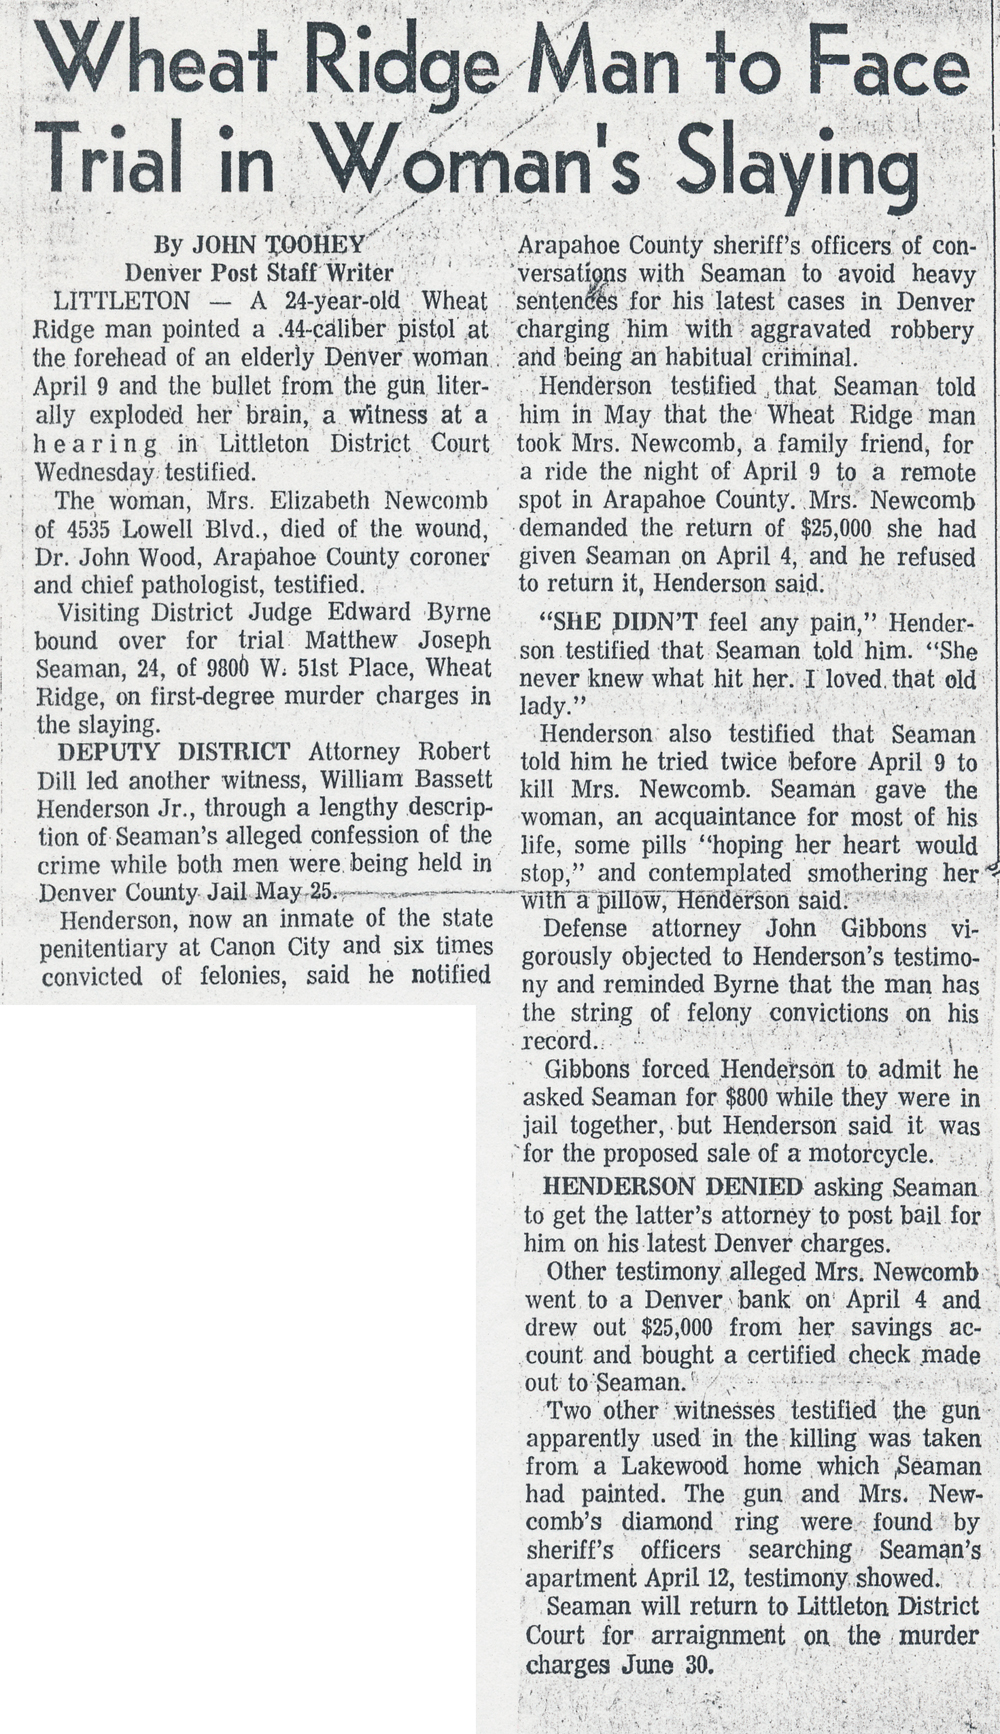 Wheat Ridge Man to Face
Trial in Woman's Slaying
By JOHN TOOHEY
Denver Post Staff Writer
LITTLETON — A 24-year-old Wheat
Ridge man pointed a .44-caliber pistol at
the forehead of an elderly Denver woman
April 9 and the bullet from the gun liter-
ally exploded her brain, a witness at a
hearing in Littleton District Court
Wednesday testified.
The woman, Mrs. Elizabeth Newcomb
of 4535 Lowell Blvd., died of the wound,
Dr. John Wood, Arapahoe County coroner
and chief pathologist, testified.
Visiting District Judge Edward Byrne
bound over for trial Matthew Joseph
Seaman, 24, of 9800 W. 51st Place, Wheat
Ridge, on first-degree murder charges in
the slaying.
DEPUTY DISTRICT Attorney Robert
Dill led another witness, William Bassett
Henderson Jr., through a lengthy descrip-
tion of Seaman's alleged confession of the
crime while both men were being held in
Denver County Jail May 25.
Henderson, now an inmate of the state
penitentiary at Canon City and six times
convicted of felonies, said he notified
Arapahoe County sheriff's officers of con-
versations with Seaman to avoid heavy
sentences for his latest cases in Denver
charging him with aggravated robbery
and being an habitual criminal.
Henderson testified that Seaman told
him in May that the Wheat Ridge man
took Mrs. Newcomb, a family friend, for
a ride the night of April 9 to a remote
spot in Arapahoe County. Mrs. Newcomb
demanded the return of $25,000 she had
given Seaman on April 4, and he refused
to return it, Henderson said.
"SHE DIDN'T feel any pain," Hender-
son testified that Seaman told him. "She
never knew what hit her. I loved that old
lady."
Henderson also testified that Seaman
told him he tried twice before April 9 to
kill Mrs. Newcomb. Seaman gave the
woman, an acquaintance for most of his
life, some pills "hoping her heart would
stop," and contemplated smothering her
with a pillow, Henderson said.
Defense attorney John Gibbons vi-
gorously objected to Henderson's testimo-
ny and reminded Byrne that the man has
the string of felony convictions on his
record.
Gibbons forced Henderson to admit he
asked Seaman for $800 while they were in
jail together, but Henderson said it was
for the proposed sale of a motorcycle.
HENDERSON DENIED asking Seaman
to get the latter's attorney to post bail for
him on his latest Denver charges.
Other testimony alleged Mrs. Newcomb
went to a Denver bank on April 4 and
drew out $25,000 from her savings ac-
count and bought a certified check made
out to Seaman.
Two other witnesses testified the gun
apparently used in the killing was taken
from a Lakewood home which Seaman
had painted. The gun and Mrs. New-
comb's diamond ring were found by
sheriff's officers searching Seaman's
apartment April 12, testimony showed.
Seaman will return to Littleton District
Court for arraignment on the murder
charges June 30.